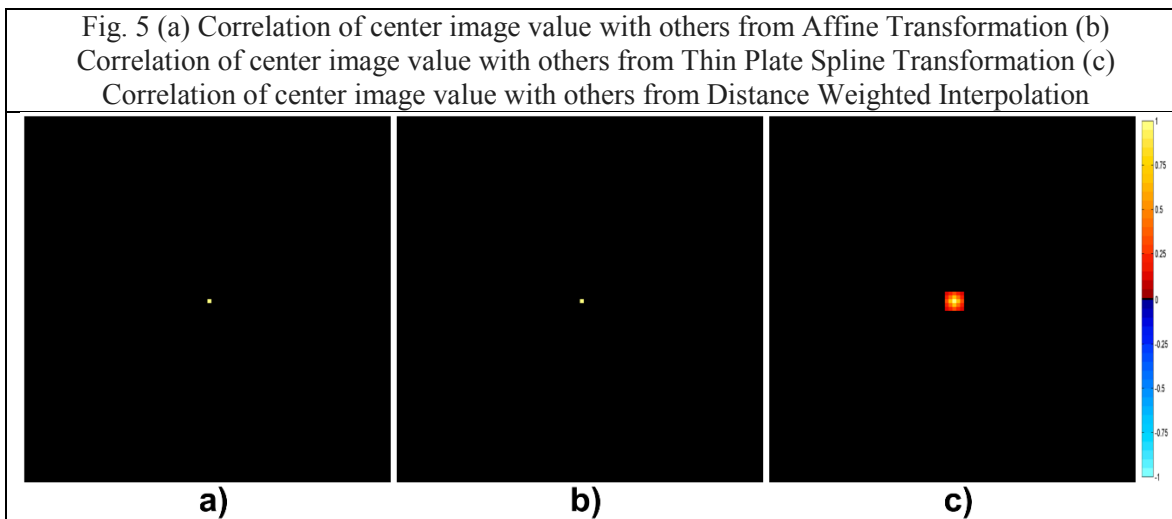 Fig. 5 (a) Correlation of center image value with others from Affine Transformation (b)
Correlation of center image value with others from Thin Plate Spline Transformation (c)
Correlation of center image value with others from Distance Weighted Interpolation
1
0.75
0.5
0.25
0
-0.25
-0.5
-0.75
-1
a)
b)
c)